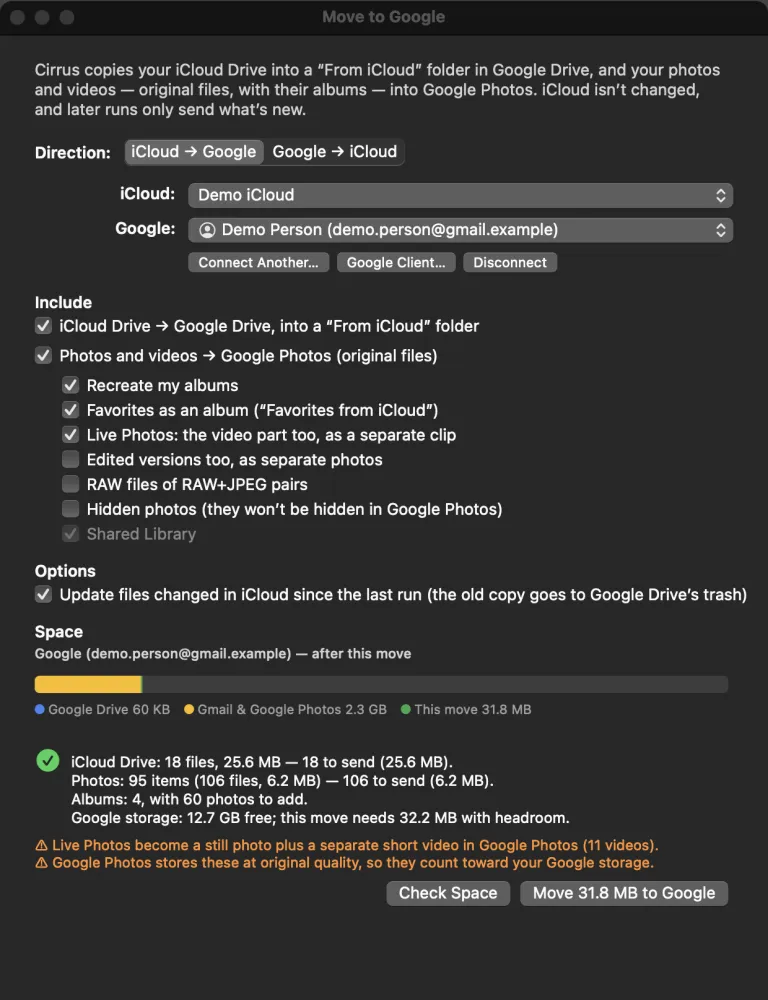 Move to Google
Cirrus copies your iCloud Drive into a “From iCloud” folder in Google Drive, and your photos
and videos — original files, with their albums — into Google Photos. iCloud isn’t changed,
and later runs only send what’s new.
Direction: iCloud → Google Google → iCloud
iCloud: Demo iCloud
Google: Demo Person (demo.person@gmail.example)
Connect Another... Google Client... Disconnect
Include
iCloud Drive → Google Drive, into a “From iCloud” folder
Photos and videos → Google Photos (original files)
Recreate my albums
Favorites as an album (“Favorites from iCloud”)
Live Photos: the video part too, as a separate clip
Edited versions too, as separate photos
RAW files of RAW+JPEG pairs
Hidden photos (they won’t be hidden in Google Photos)
Shared Library
Options
Update files changed in iCloud since the last run (the old copy goes to Google Drive’s trash)
Space
Google (demo.person@gmail.example) — after this move
Google Drive 60 KB Gmail & Google Photos 2.3 GB This move 31.8 MB
iCloud Drive: 18 files, 25.6 MB — 18 to send (25.6 MB).
Photos: 95 items (106 files, 6.2 MB) — 106 to send (6.2 MB).
Albums: 4, with 60 photos to add.
Google storage: 12.7 GB free; this move needs 32.2 MB with headroom.
⚠ Live Photos become a still photo plus a separate short video in Google Photos (11 videos).
⚠ Google Photos stores these at original quality, so they count toward your Google storage.
Check Space Move 31.8 MB to Google